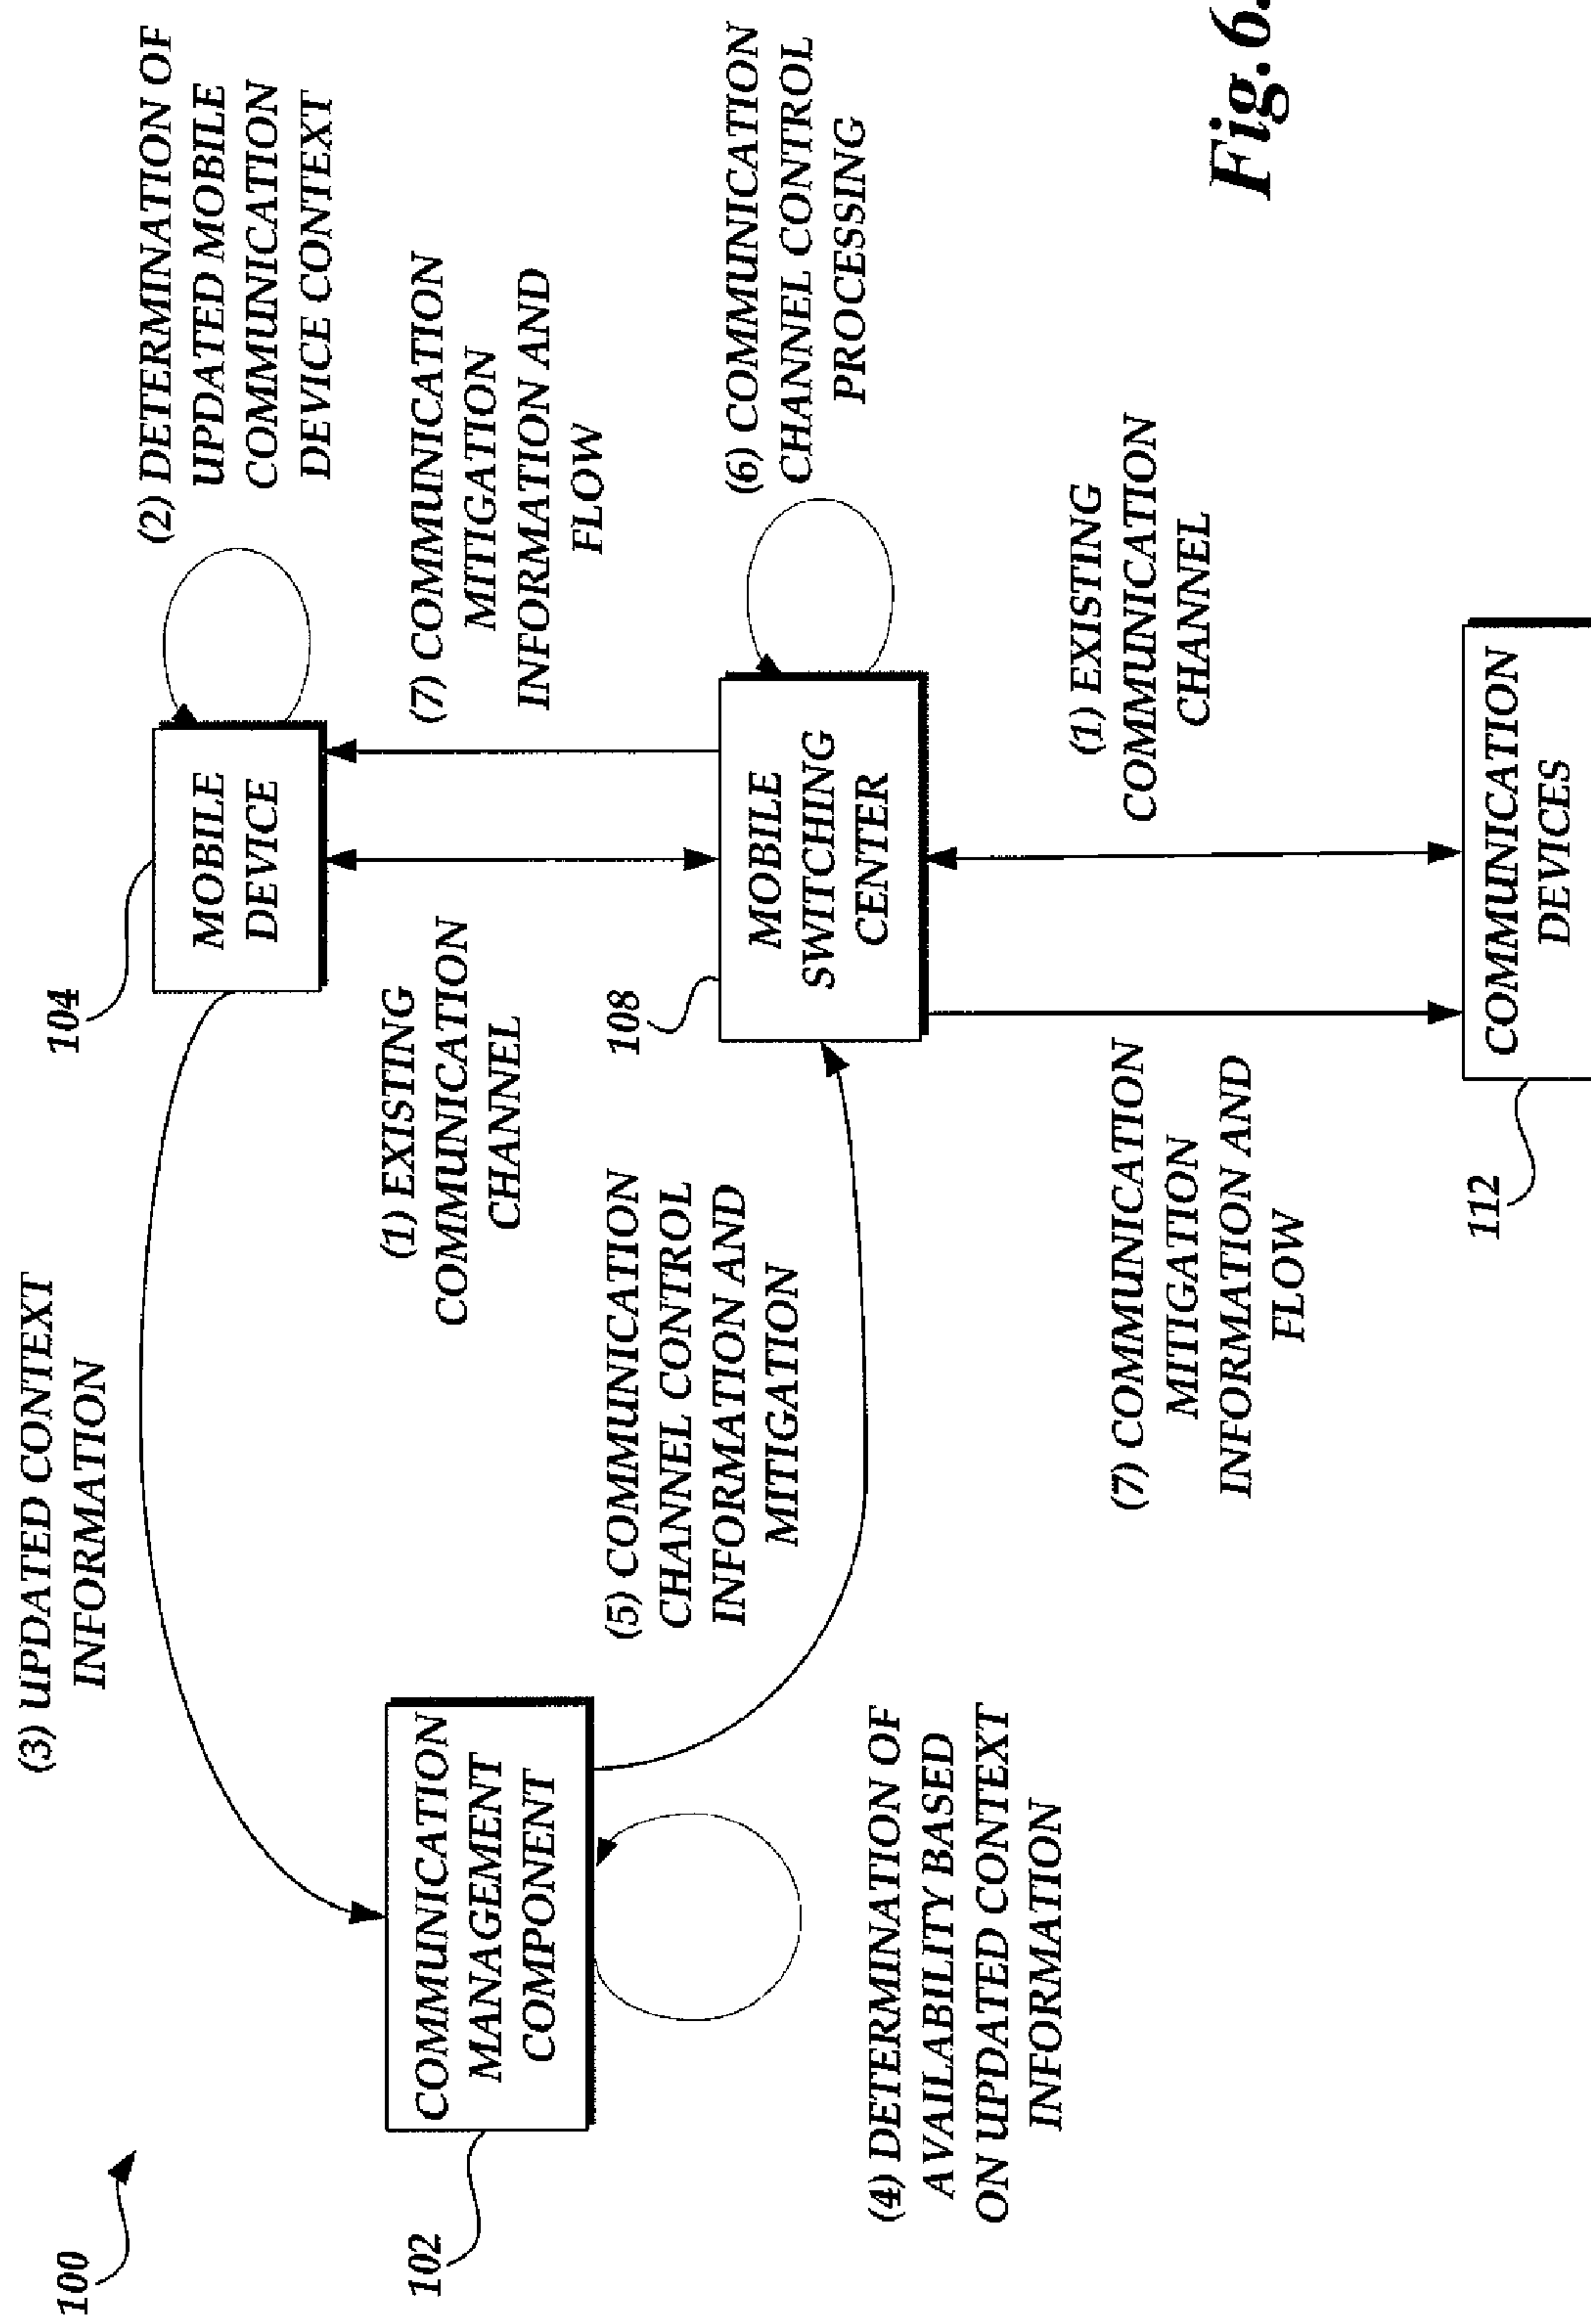 100
(3) UPDATED CONTEXT
INFORMATION
104
MOBILE
DEVICE
(2) DETERMINATION OF
UPDATED MOBILE
COMMUNICATION
DEVICE CONTEXT
(1) EXISTING
COMMUNICATION
CHANNEL
(7) COMMUNICATION
MITIGATION
INFORMATION AND
FLOW
102
COMMUNICATION
MANAGEMENT
COMPONENT
(5) COMMUNICATION
CHANNEL CONTROL
INFORMATION AND
MITIGATION
108
MOBILE
SWITCHING
CENTER
(6) COMMUNICATION
CHANNEL CONTROL
PROCESSING
(4) DETERMINATION OF
AVAILABILITY BASED
ON UPDATED CONTEXT
INFORMATION
(7) COMMUNICATION
MITIGATION
INFORMATION AND
FLOW
(1) EXISTING
COMMUNICATION
CHANNEL
112
COMMUNICATION
DEVICES
Fig.6.